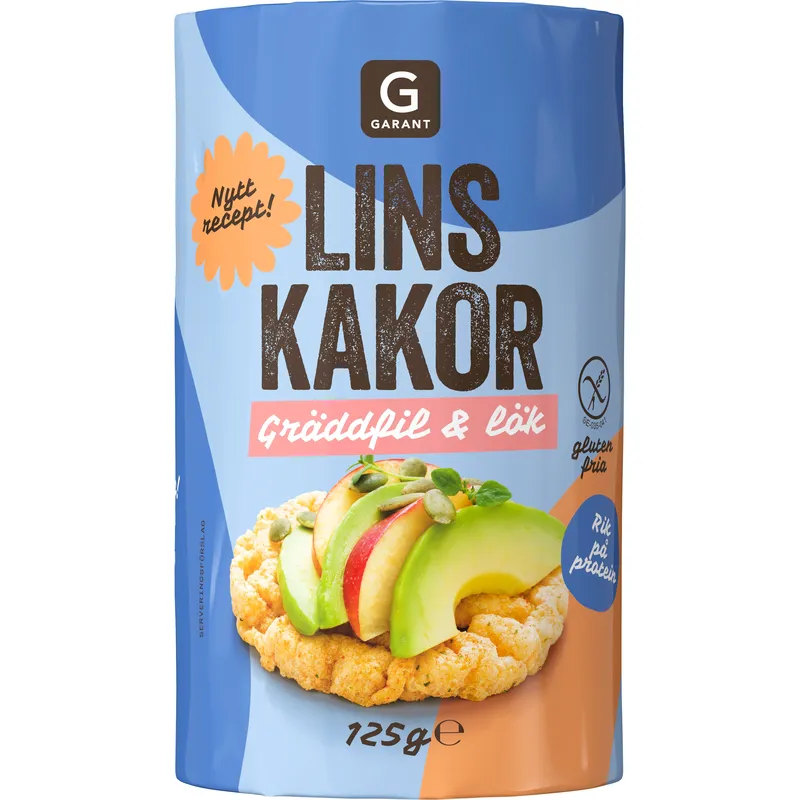 G
GARANT
Nytt
recept!
LINS
KAKOR
Gräddfil & lök
gluten
fria
Rik
på
protein
SERVERINGSFÖRSLAG
125g℮